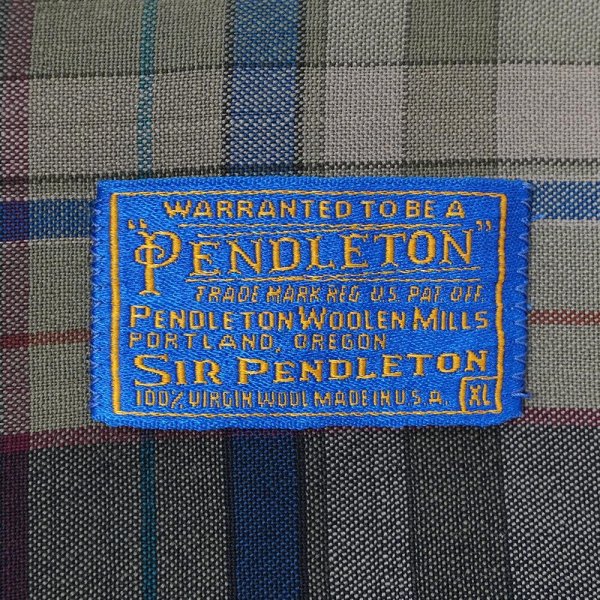 WARRANTED TO BE A
"PENDLETON"
TRADE MARK REG. U.S. PAT. OFF.
PENDLETON WOOLEN MILLS
PORTLAND, OREGON
SIR PENDLETON
100% VIRGIN WOOL MADE IN U.S.A. XL